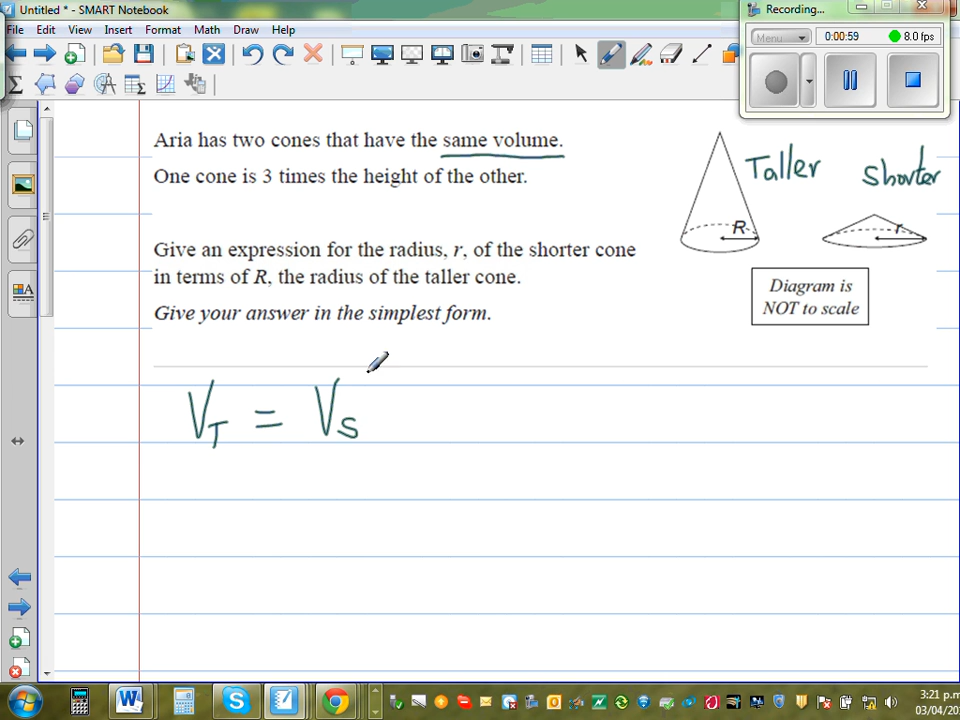 Untitled * - SMART Notebook
Recording...
File Edit View Insert Format Math Draw Help
Menu
0:00:59
8.0 fps
Aria has two cones that have the same volume.
One cone is 3 times the height of the other.
Taller
Shorter
R
r
Give an expression for the radius, r, of the shorter cone
in terms of R, the radius of the taller cone.
Give your answer in the simplest form.
Diagram is
NOT to scale
V_T = V_S
3:21 p.m